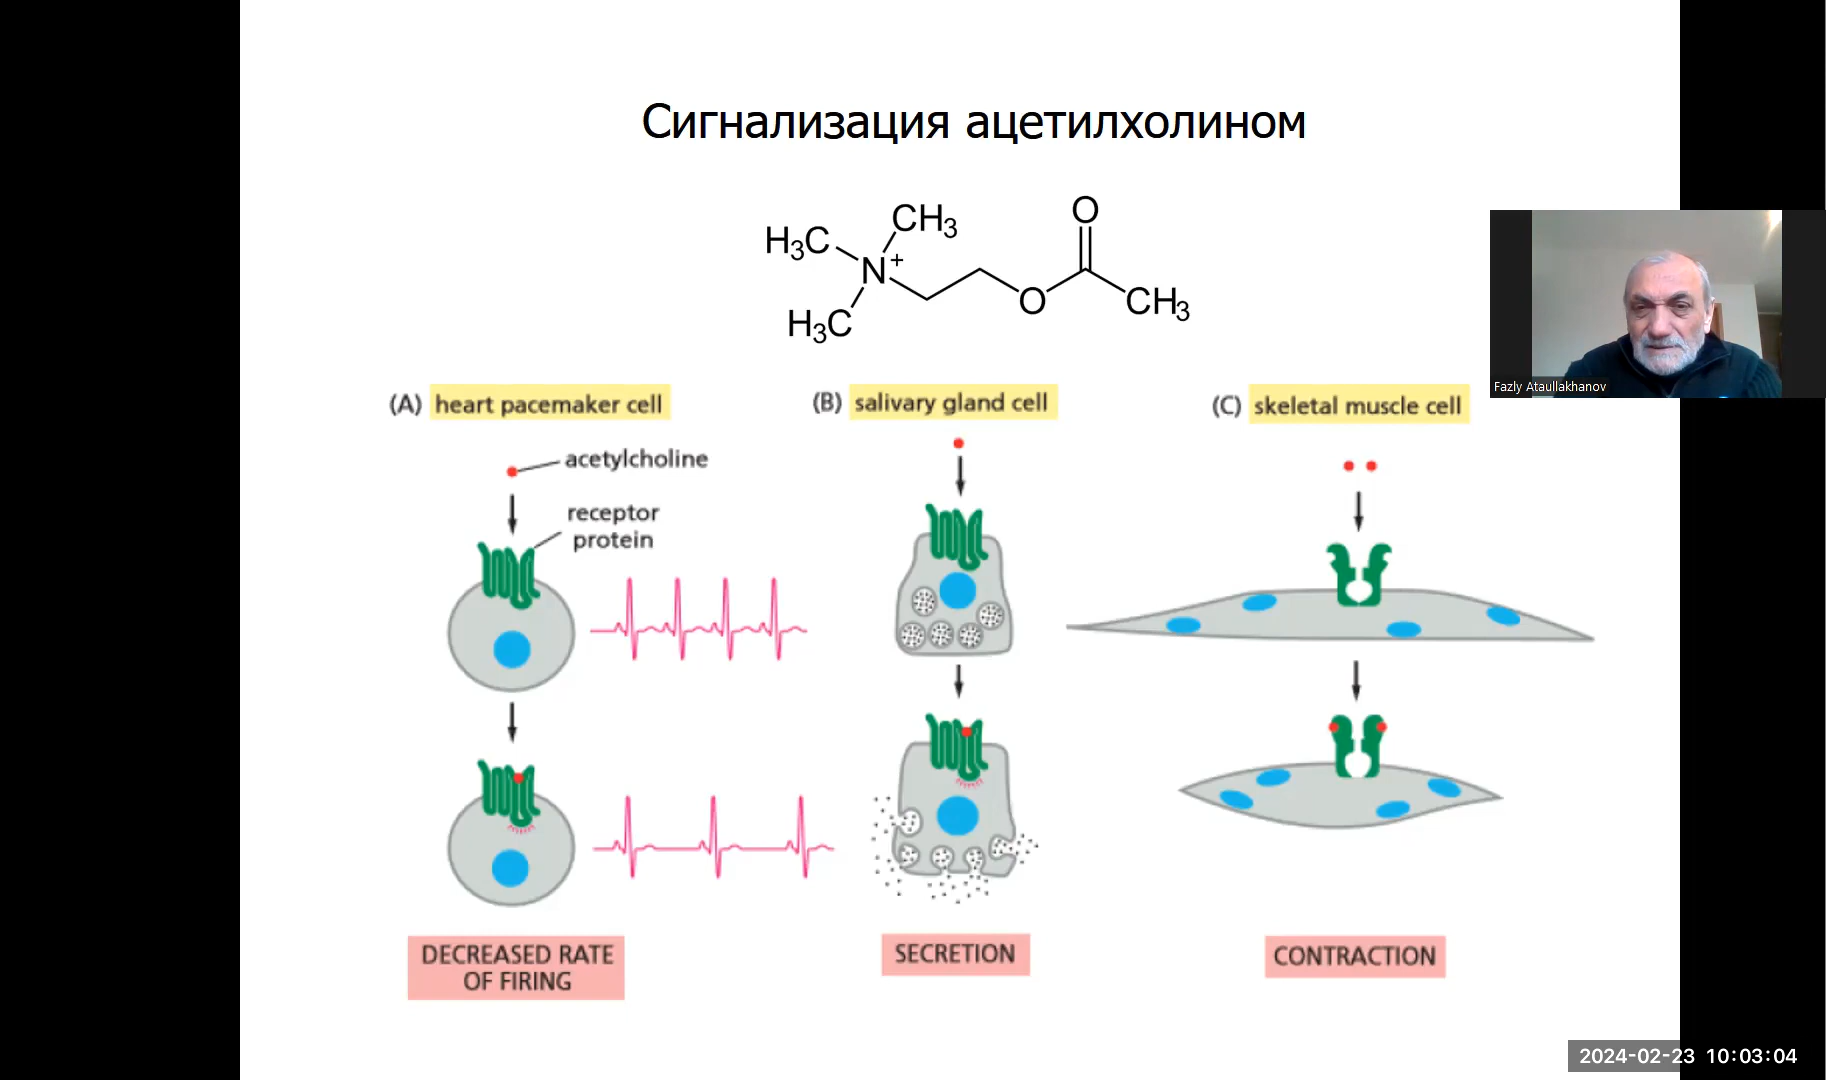 Сигнализация ацетилхолином
H₃C
CH₃
N⁺
H₃C
O
O
CH₃
Fazly Ataullakhanov
(A) heart pacemaker cell
(B) salivary gland cell
(C) skeletal muscle cell
acetylcholine
receptor
protein
DECREASED RATE
OF FIRING
SECRETION
CONTRACTION
2024-02-23 10:03:04